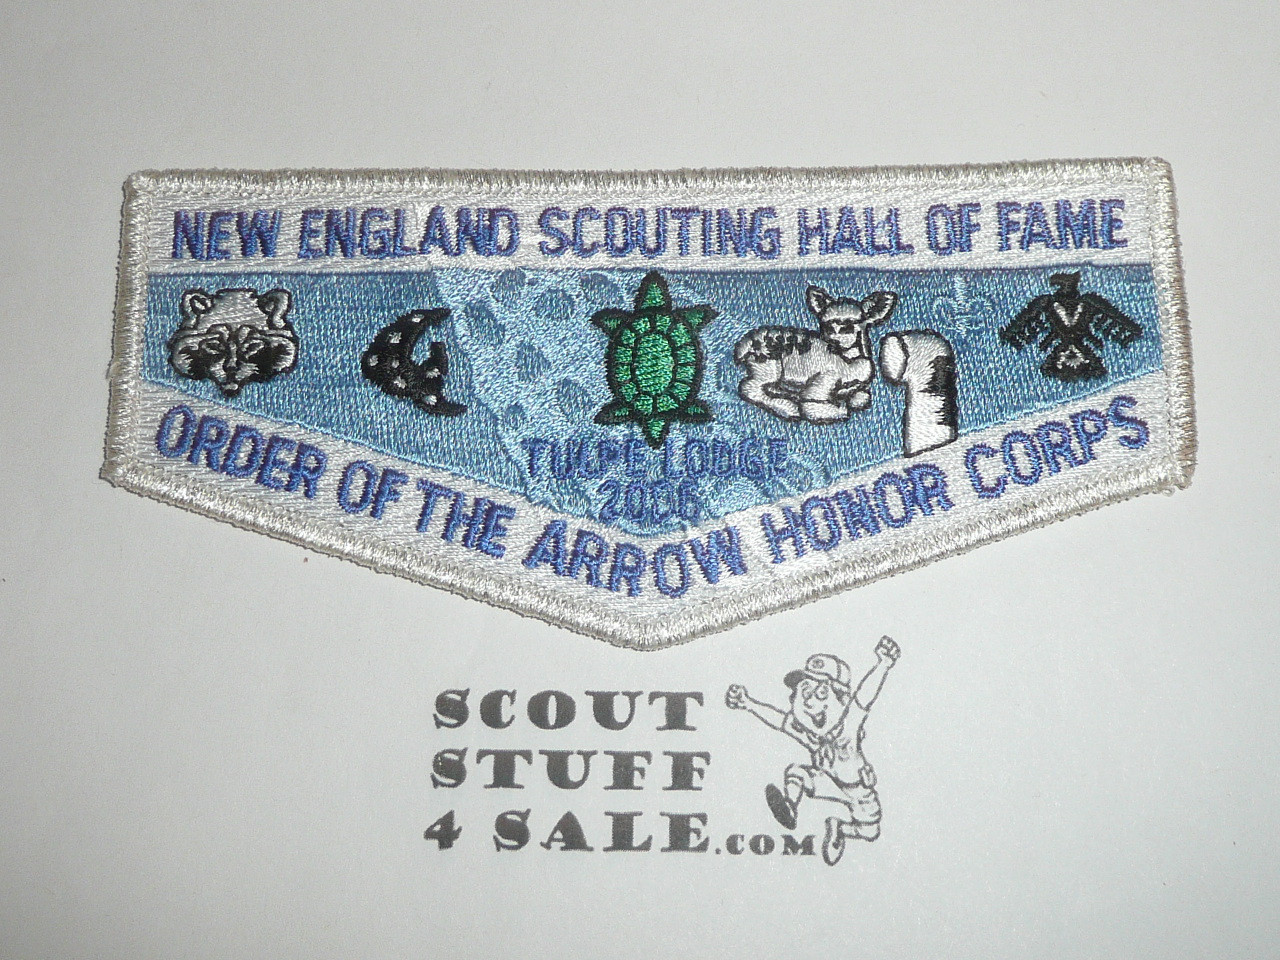 NEW ENGLAND SCOUTING HALL OF FAME
TULPE LODGE
2006
ORDER OF THE ARROW HONOR CORPS
SCOUT
STUFF
4 SALE.COM